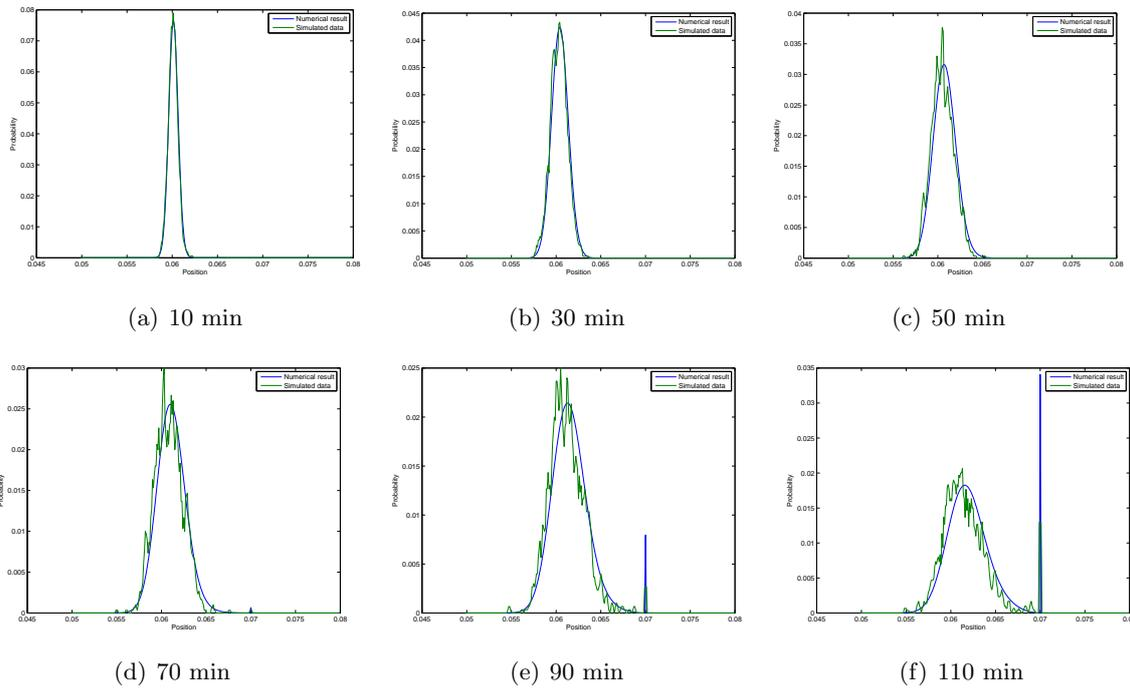 0.08
0.07
0.06
0.05
0.04
0.03
0.02
0.01
0
0.045 0.05 0.055 0.06 0.065 0.07 0.075 0.08
Position
Probability
Numerical result
Simulated data
(a) 10 min
0.045
0.04
0.035
0.03
0.025
0.02
0.015
0.01
0.005
0
0.045 0.05 0.055 0.06 0.065 0.07 0.075 0.08
Position
Probability
Numerical result
Simulated data
(b) 30 min
0.04
0.035
0.03
0.025
0.02
0.015
0.01
0.005
0
0.045 0.05 0.055 0.06 0.065 0.07 0.075 0.08
Position
Probability
Numerical result
Simulated data
(c) 50 min
0.03
0.025
0.02
0.015
0.01
0.005
0
0.045 0.05 0.055 0.06 0.065 0.07 0.075 0.08
Position
Probability
Numerical result
Simulated data
(d) 70 min
0.025
0.02
0.015
0.01
0.005
0
0.045 0.05 0.055 0.06 0.065 0.07 0.075 0.08
Position
Probability
Numerical result
Simulated data
(e) 90 min
0.035
0.03
0.025
0.02
0.015
0.01
0.005
0
0.045 0.05 0.055 0.06 0.065 0.07 0.075 0.0
Position
Probability
Numerical result
Simulated data
(f) 110 min